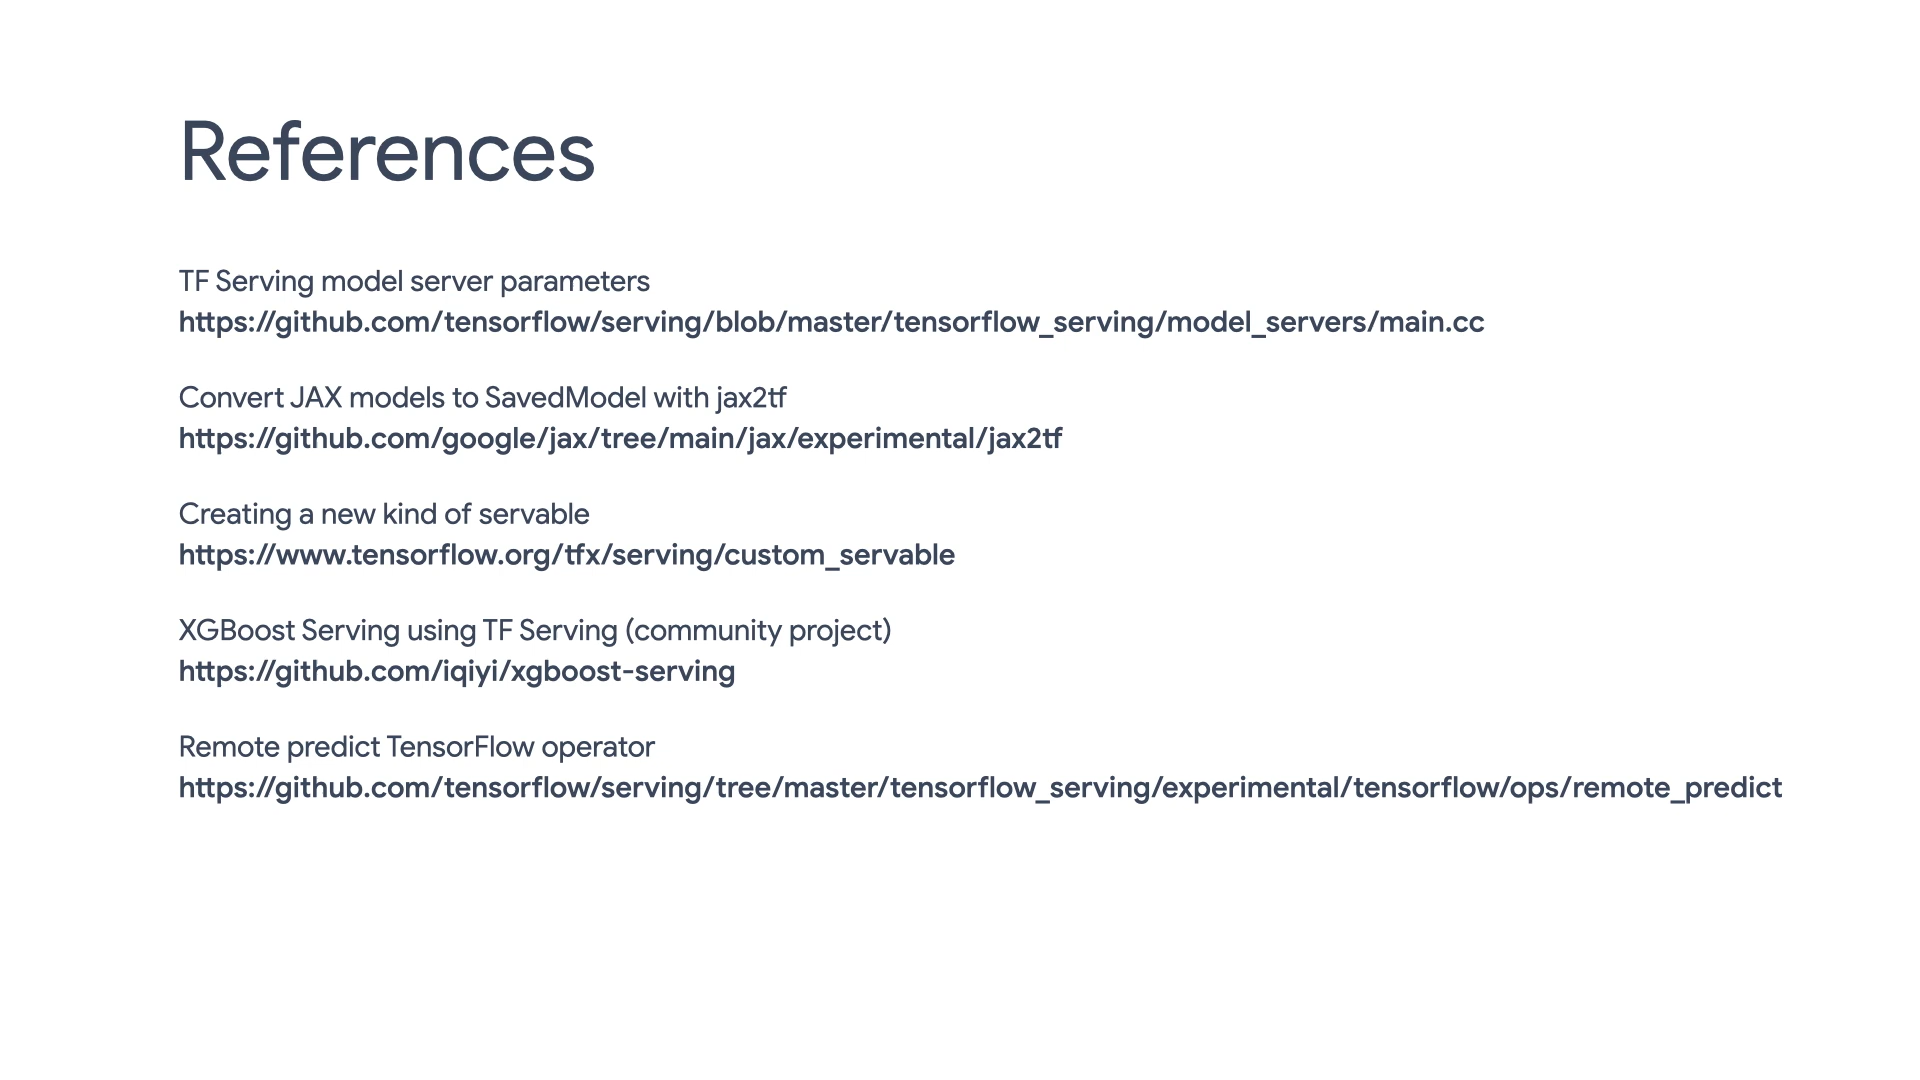 References
TF Serving model server parameters
https://github.com/tensorflow/serving/blob/master/tensorflow_serving/model_servers/main.cc
Convert JAX models to SavedModel with jax2tf
https://github.com/google/jax/tree/main/jax/experimental/jax2tf
Creating a new kind of servable
https://www.tensorflow.org/tfx/serving/custom_servable
XGBoost Serving using TF Serving (community project)
https://github.com/iqiyi/xgboost-serving
Remote predict TensorFlow operator
https://github.com/tensorflow/serving/tree/master/tensorflow_serving/experimental/tensorflow/ops/remote_predict